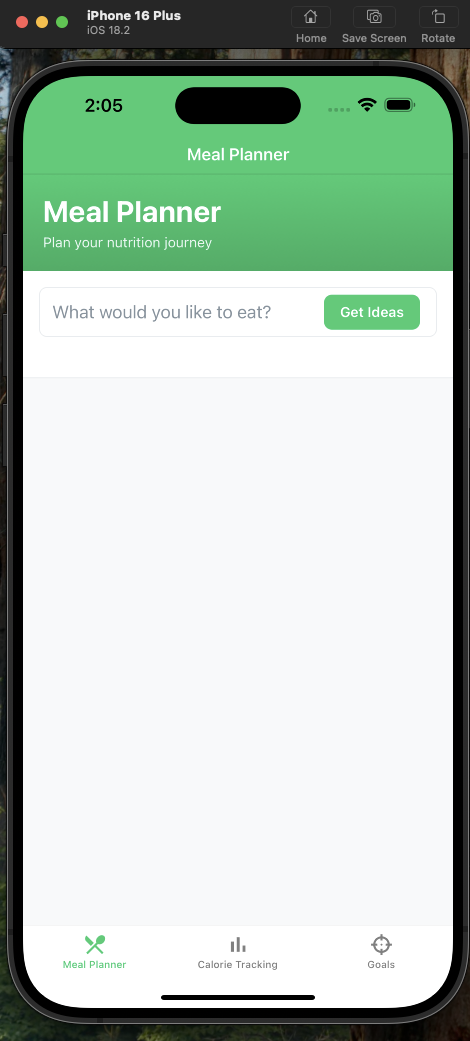 iPhone 16 Plus
iOS 18.2
Home
Save Screen
Rotate
2:05
Meal Planner
Meal Planner
Plan your nutrition journey
What would you like to eat?
Get Ideas
Meal Planner
Calorie Tracking
Goals